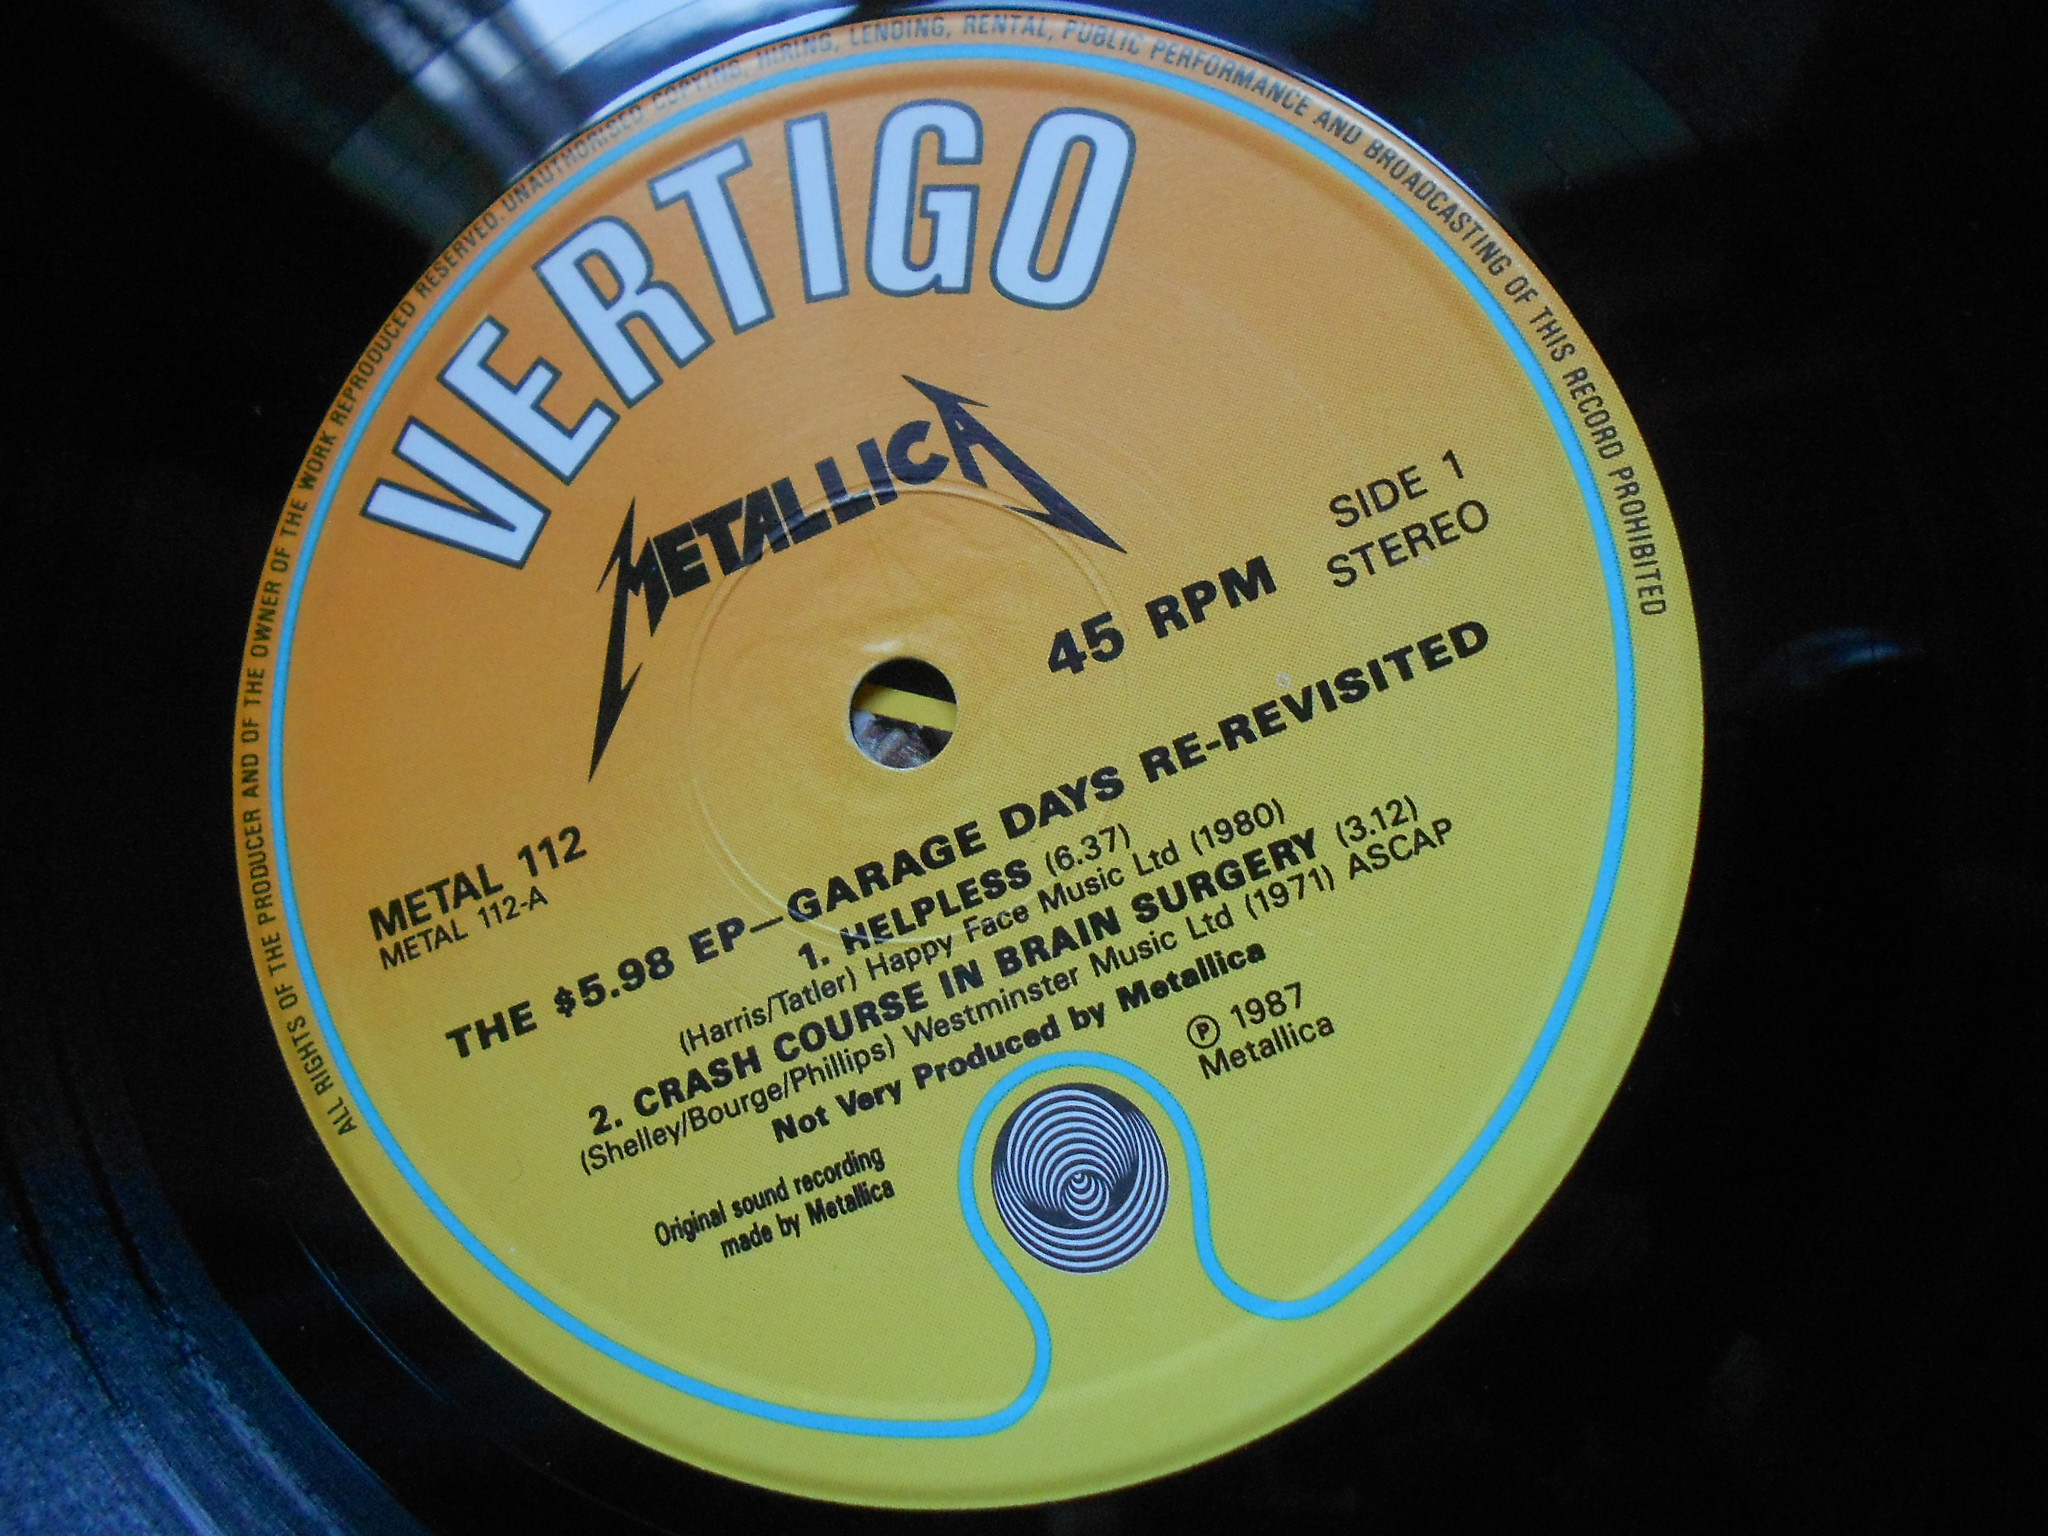 ALL RIGHTS OF THE PRODUCER AND OF THE OWNER OF THE WORK REPRODUCED RESERVED. UNAUTHORISED COPYING, HIRING, LENDING, RENTAL, PUBLIC PERFORMANCE AND BROADCASTING OF THIS RECORD PROHIBITED
VERTIGO
METALLICA
SIDE 1
STEREO
45 RPM
METAL 112
METAL 112-A
THE $5.98 EP—GARAGE DAYS RE-REVISITED
1. HELPLESS (6.37)
(Harris/Tatler) Happy Face Music Ltd (1980)
2. CRASH COURSE IN BRAIN SURGERY (3.12)
(Shelley/Bourge/Phillips) Westminster Music Ltd (1971) ASCAP
Not Very Produced by Metallica
℗ 1987
Metallica
Original sound recording
made by Metallica